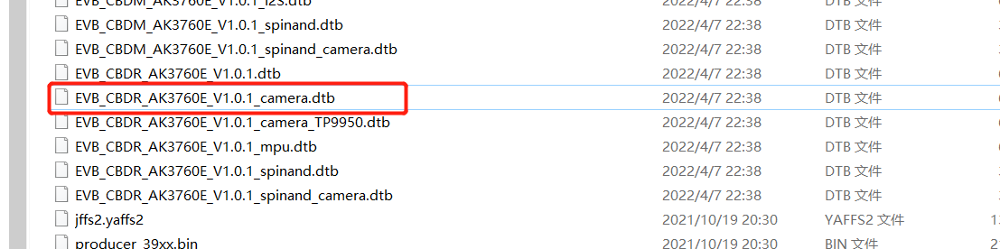 EVB_CBDM_AK3760E_V1.0.1_I2S.dtb 2022/4/7 22:38 DTB 文件
EVB_CBDM_AK3760E_V1.0.1_spinand.dtb 2022/4/7 22:38 DTB 文件
EVB_CBDM_AK3760E_V1.0.1_spinand_camera.dtb 2022/4/7 22:38 DTB 文件
EVB_CBDR_AK3760E_V1.0.1.dtb 2022/4/7 22:38 DTB 文件
EVB_CBDR_AK3760E_V1.0.1_camera.dtb 2022/4/7 22:38 DTB 文件
EVB_CBDR_AK3760E_V1.0.1_camera_TP9950.dtb 2022/4/7 22:38 DTB 文件
EVB_CBDR_AK3760E_V1.0.1_mpu.dtb 2022/4/7 22:38 DTB 文件
EVB_CBDR_AK3760E_V1.0.1_spinand.dtb 2022/4/7 22:38 DTB 文件
EVB_CBDR_AK3760E_V1.0.1_spinand_camera.dtb 2022/4/7 22:38 DTB 文件
jffs2.yaffs2 2021/10/19 20:30 YAFFS2 文件
producer_39xx.bin 2021/10/19 20:30 BIN 文件